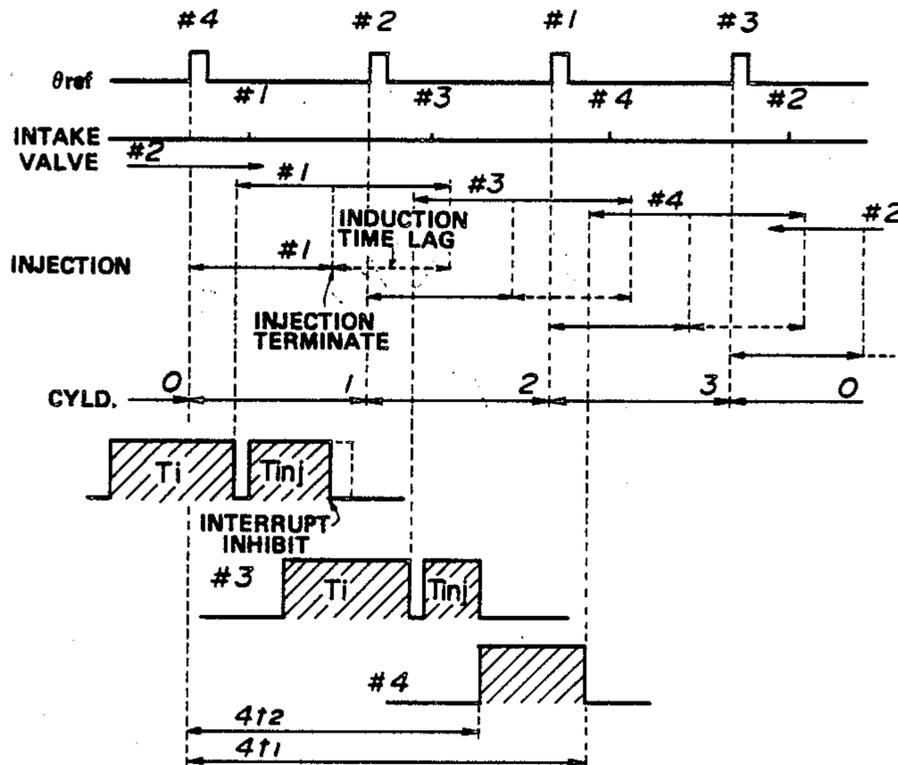 #4 #2 #1 #3
θref
#1 #3 #4 #2
INTAKE
VALVE
#2
#1
#3
#4
#2
INDUCTION
TIME LAG
INJECTION
#1
INJECTION
TERMINATE
CYLD.
0 1 2 3 0
Ti Tinj
INTERRUPT
INHIBIT
#3
Ti Tinj
#4
4t2
4t1